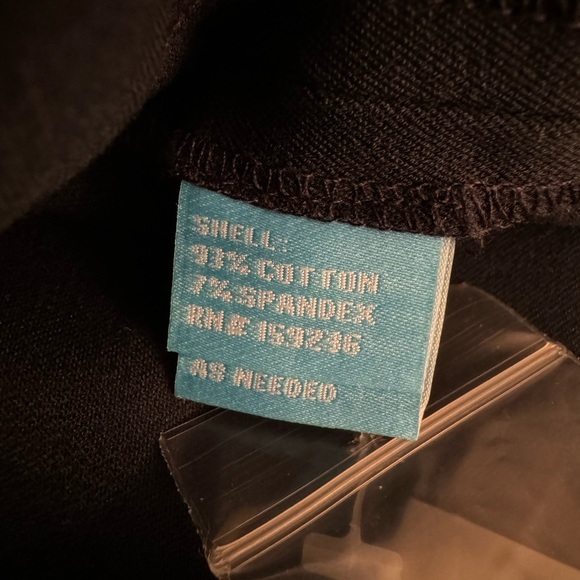 SHELL:
93% COTTON
7% SPANDEX
RN# 159236
AS NEEDED